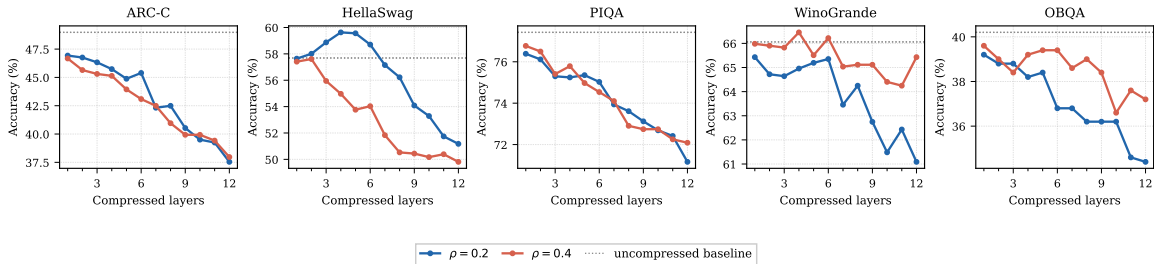 ARC-C
HellaSwag
PIQA
WinoGrande
OBQA
Accuracy (%)
47.5
45.0
42.5
40.0
37.5
3
6
9
12
Compressed layers
Accuracy (%)
60
58
56
54
52
50
3
6
9
12
Compressed layers
Accuracy (%)
76
74
72
3
6
9
12
Compressed layers
Accuracy (%)
66
65
64
63
62
61
3
6
9
12
Compressed layers
Accuracy (%)
40
38
36
3
6
9
12
Compressed layers
ρ = 0.2
ρ = 0.4
uncompressed baseline